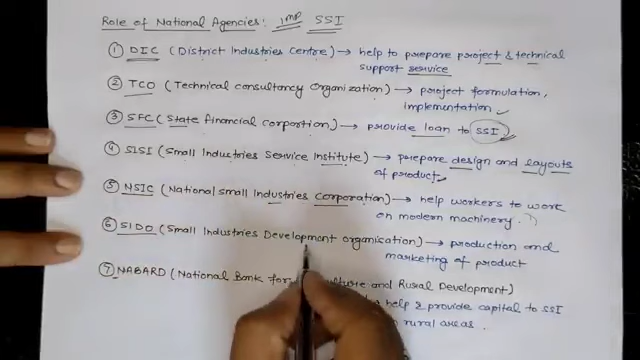 Role of National Agencies: imp SSI
① DIC (District Industries Centre) → help to prepare project & technical
support service
② TCO (Technical consultancy Organization) → project formulation,
implementation
③ SFC (State financial corportion) → provide loan to SSI
④ SISI (Small Industries Service Institute) → prepare design and layouts
of product
⑤ NSIC (National Small Industries Corporation) → help workers to work
on modern machinery.
⑥ SIDO (Small Industries Development organication) → production and
marketing of product
⑦ NABARD (National Bank for and Rural Development)
help & provide capital to SSI
rural areas.